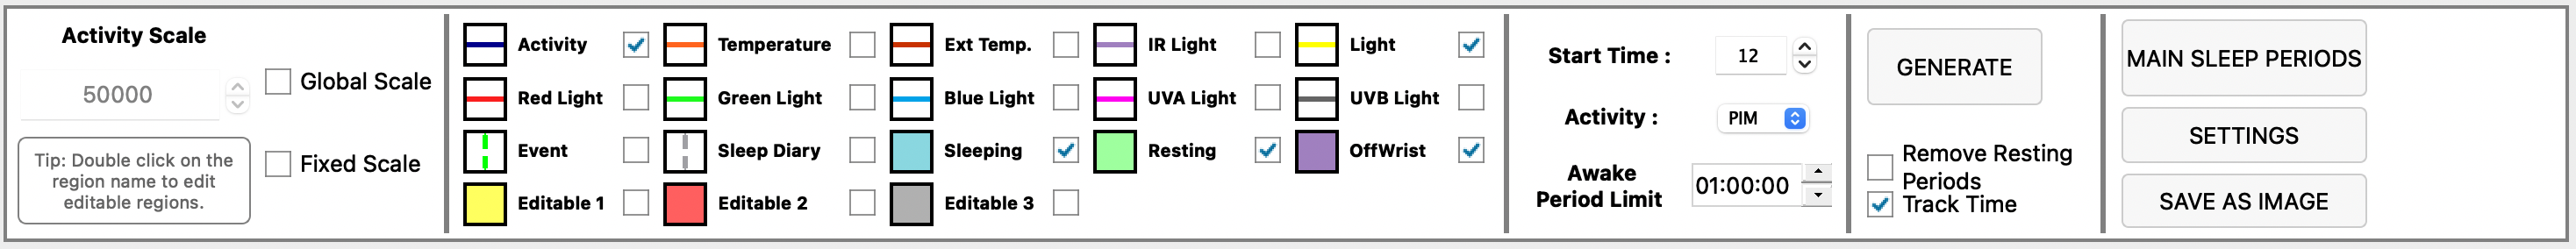 Activity Scale
50000
Global Scale
Tip: Double click on the
region name to edit
editable regions.
Fixed Scale
Activity
Temperature
Ext Temp.
IR Light
Light
Red Light
Green Light
Blue Light
UVA Light
UVB Light
Event
Sleep Diary
Sleeping
Resting
OffWrist
Editable 1
Editable 2
Editable 3
Start Time :
12
Activity :
PIM
Awake
Period Limit
01:00:00
GENERATE
Remove Resting
Periods
Track Time
MAIN SLEEP PERIODS
SETTINGS
SAVE AS IMAGE